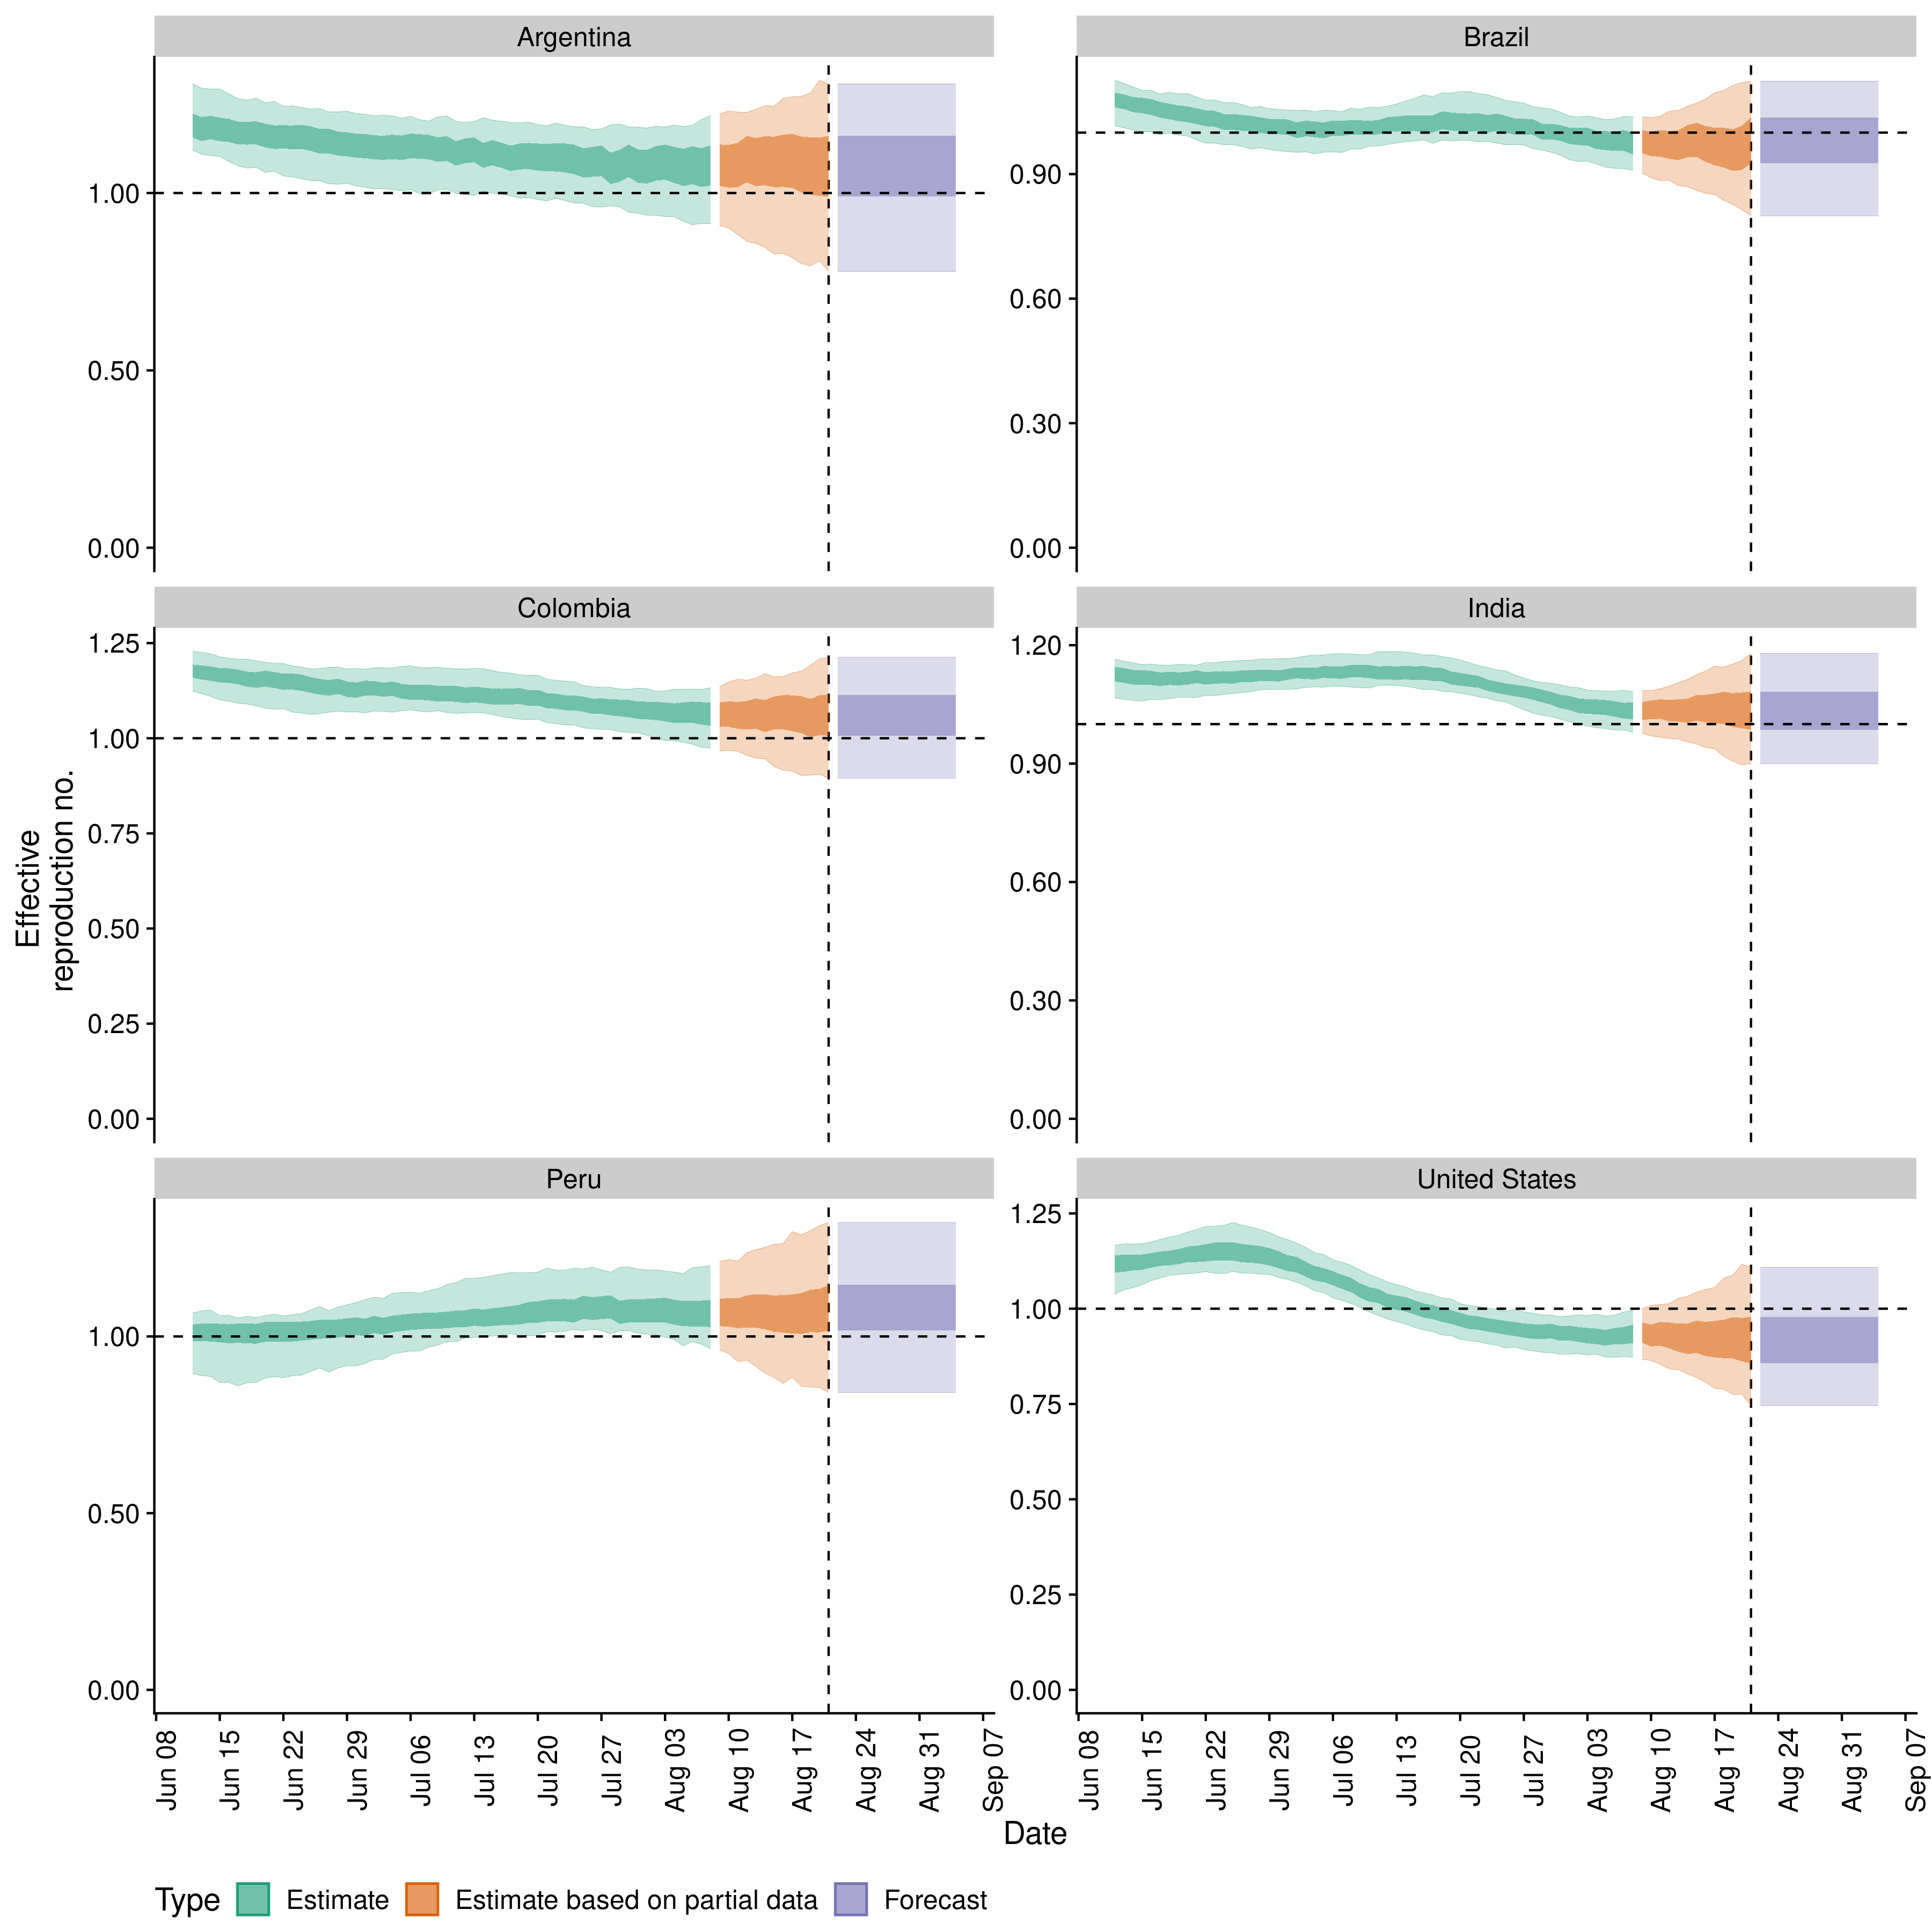 Argentina
Brazil
1.00
0.50
0.00
0.90
0.60
0.30
0.00
Colombia
India
1.25
1.00
0.75
0.50
0.25
0.00
1.20
0.90
0.60
0.30
0.00
Effective
reproduction no.
Peru
United States
1.00
0.50
0.00
1.25
1.00
0.75
0.50
0.25
0.00
Jun 08
Jun 15
Jun 22
Jun 29
Jul 06
Jul 13
Jul 20
Jul 27
Aug 03
Aug 10
Aug 17
Aug 24
Aug 31
Sep 07
Jun 08
Jun 15
Jun 22
Jun 29
Jul 06
Jul 13
Jul 20
Jul 27
Aug 03
Aug 10
Aug 17
Aug 24
Aug 31
Sep 07
Date
Type Estimate Estimate based on partial data Forecast